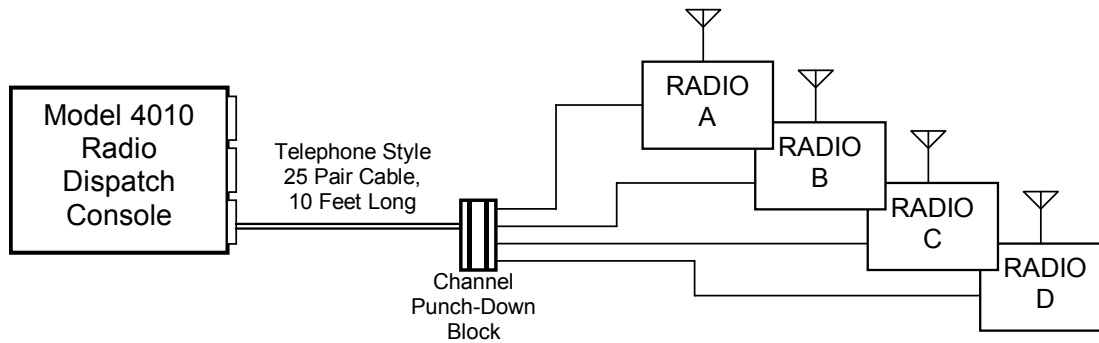 Model 4010
Radio
Dispatch
Console
Telephone Style
25 Pair Cable,
10 Feet Long
Channel
Punch-Down
Block
RADIO
A
RADIO
B
RADIO
C
RADIO
D